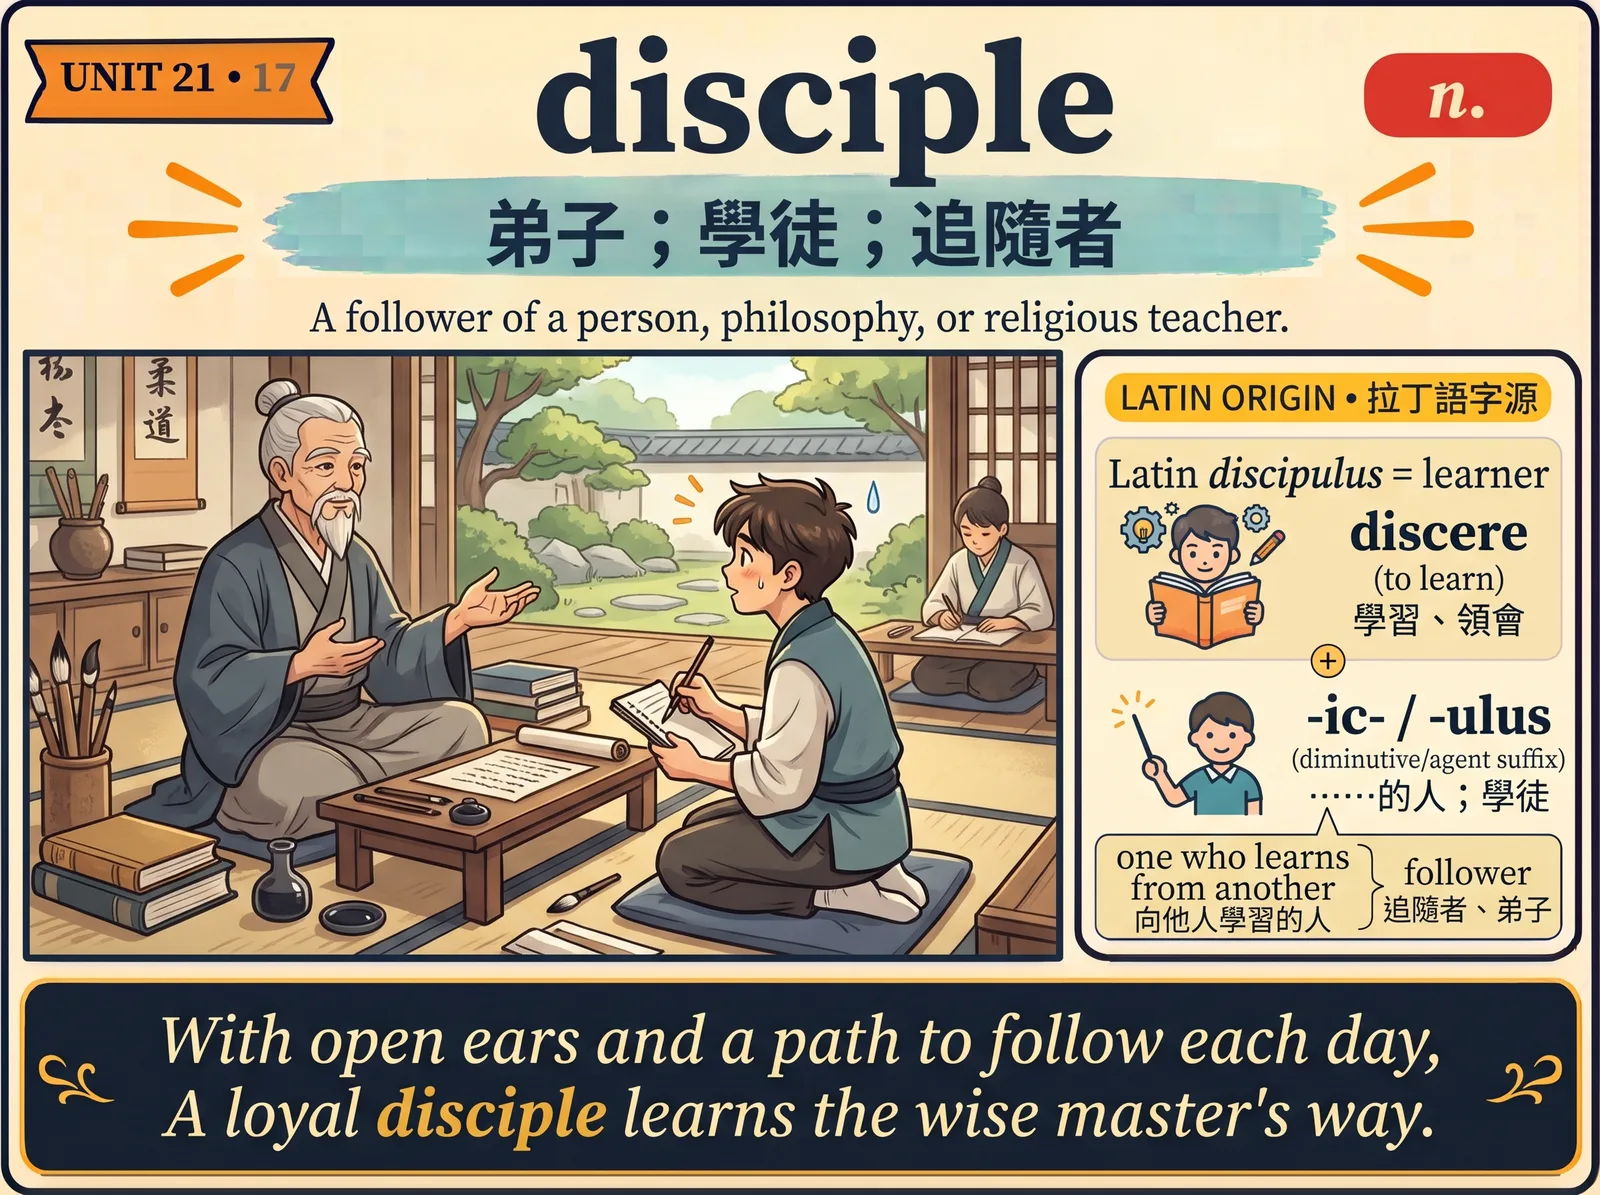 UNIT 21 • 17
disciple
n.
弟子；學徒；追隨者
A follower of a person, philosophy, or religious teacher.
柔道
LATIN ORIGIN • 拉丁語字源
Latin discipulus = learner
discere
(to learn)
學習、領會
+
-ic- / -ulus
(diminutive/agent suffix)
⋯⋯的人；學徒
one who learns
from another
向他人學習的人
follower
追隨者、弟子
With open ears and a path to follow each day,
A loyal disciple learns the wise master's way.